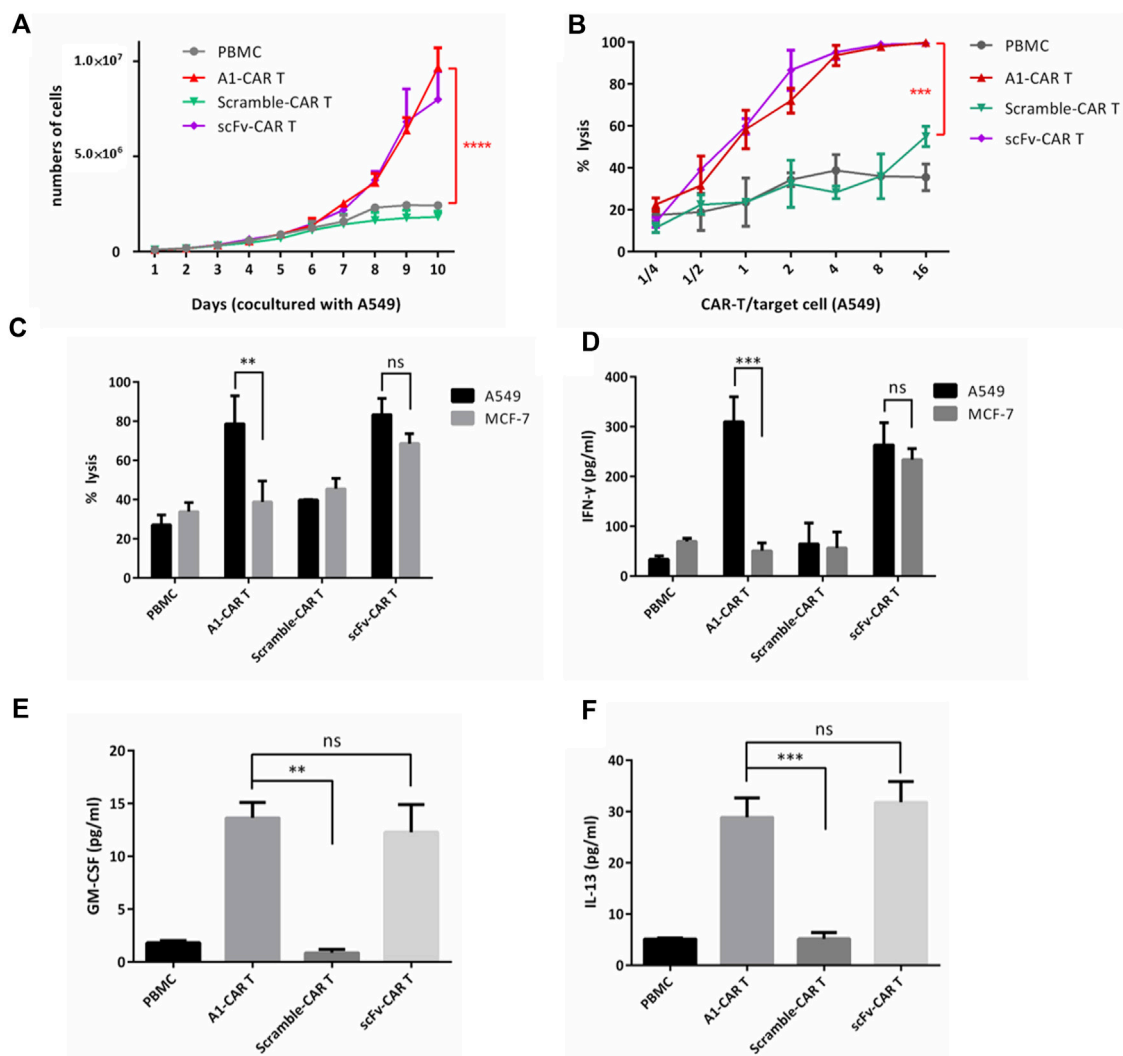 A
numbers of cells
1.0×10⁷
5.0×10⁶
0
PBMC
A1-CAR T
Scramble-CAR T
scFv-CAR T
****
1 2 3 4 5 6 7 8 9 10
Days (cocultured with A549)
B
% lysis
100
80
60
40
20
0
PBMC
A1-CAR T
Scramble-CAR T
scFv-CAR T
***
1/4 1/2 1 2 4 8 16
CAR-T/target cell (A549)
C
% lysis
100
80
60
40
20
0
**
ns
A549
MCF-7
PBMC
A1-CAR T
Scramble-CAR T
scFv-CAR T
D
IFN-γ (pg/ml)
400
300
200
100
0
***
ns
A549
MCF-7
PBMC
A1-CAR T
Scramble-CAR T
scFv-CAR T
E
GM-CSF (pg/ml)
20
15
10
5
0
ns
**
PBMC
A1-CAR T
Scramble-CAR T
scFv-CAR T
F
IL-13 (pg/ml)
40
30
20
10
0
ns
***
PBMC
A1-CAR T
Scramble-CAR T
scFv-CAR T